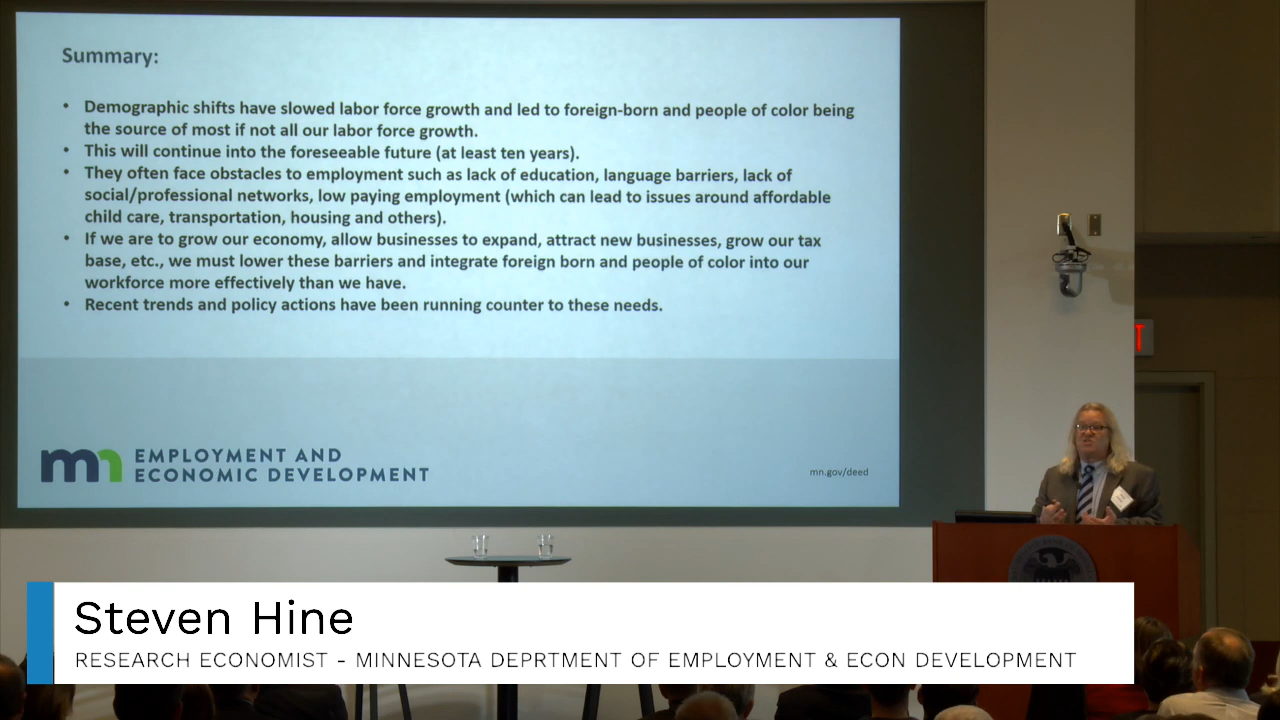 Summary:
• Demographic shifts have slowed labor force growth and led to foreign-born and people of color being
the source of most if not all our labor force growth.
• This will continue into the foreseeable future (at least ten years).
• They often face obstacles to employment such as lack of education, language barriers, lack of
social/professional networks, low paying employment (which can lead to issues around affordable
child care, transportation, housing and others).
• If we are to grow our economy, allow businesses to expand, attract new businesses, grow our tax
base, etc., we must lower these barriers and integrate foreign born and people of color into our
workforce more effectively than we have.
• Recent trends and policy actions have been running counter to these needs.
mn EMPLOYMENT AND
ECONOMIC DEVELOPMENT
mn.gov/deed
Steven Hine
RESEARCH ECONOMIST - MINNESOTA DEPRTMENT OF EMPLOYMENT & ECON DEVELOPMENT